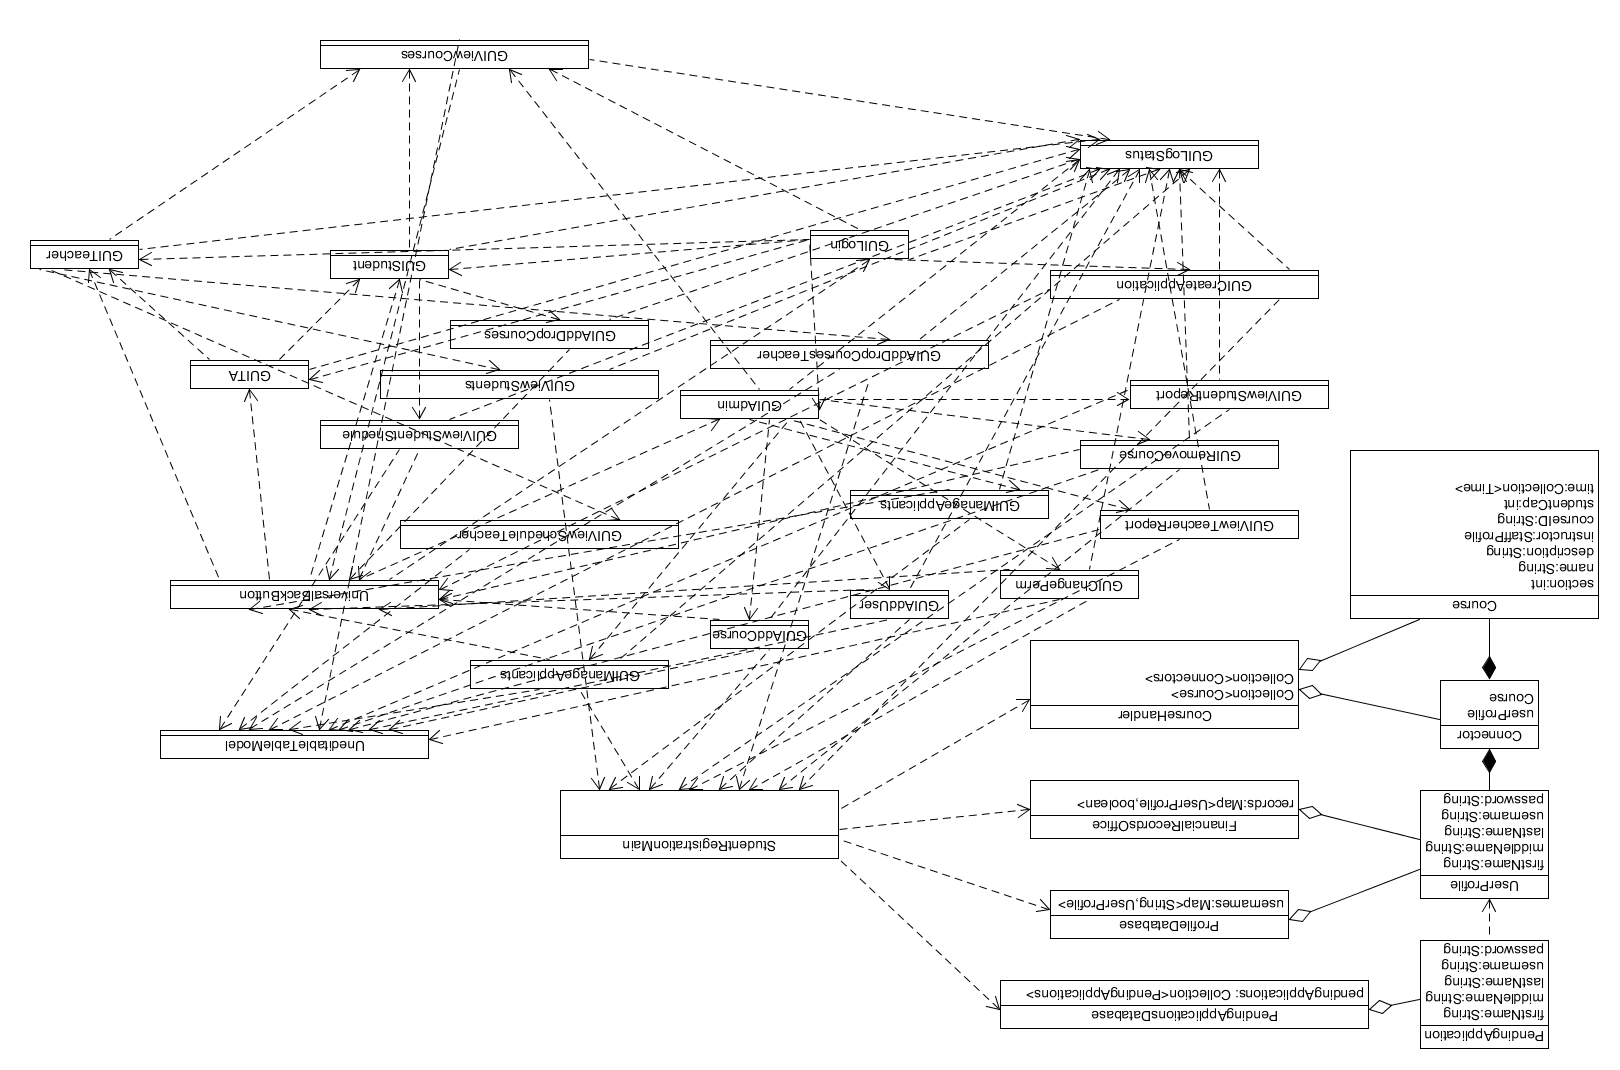 PendingApplication
firstName:String
middleName:String
lastName:String
username:String
password:String
PendingApplicationsDatabase
pendingApplications: Collection<PendingApplications>
ProfileDatabase
usernames:Map<String,UserProfile>
UserProfile
firstName:String
middleName:String
lastName:String
username:String
password:String
FinancialRecordsOffice
records:Map<UserProfile,boolean>
StudentRegristrationMain
Connector
userProfile
Course
CourseHandler
Collection<Course>
Collection<Connectors>
UneditableTableModel
GUIManageApplicants
GUIAddCourse
Course
section:int
name:String
description:String
instructor:StaffProfile
courseID:String
studentCap:int
time:Collection<Time>
GUIAddUser
GUIChangePerm
UniversalBackButton
GUIViewScheduleTeacher
GUIViewTeacherReport
GUIManageApplicants
GUIRemoveCourse
GUIViewStudentShedule
GUIAdmin
GUIViewStudentReport
GUIViewStudents
GUITA
GUIAddDropCoursesTeacher
GUIAddDropCourses
GUICreateApplication
GUIStudent
GUITeacher
GUILogin
GUILogStatus
GUIViewCourses